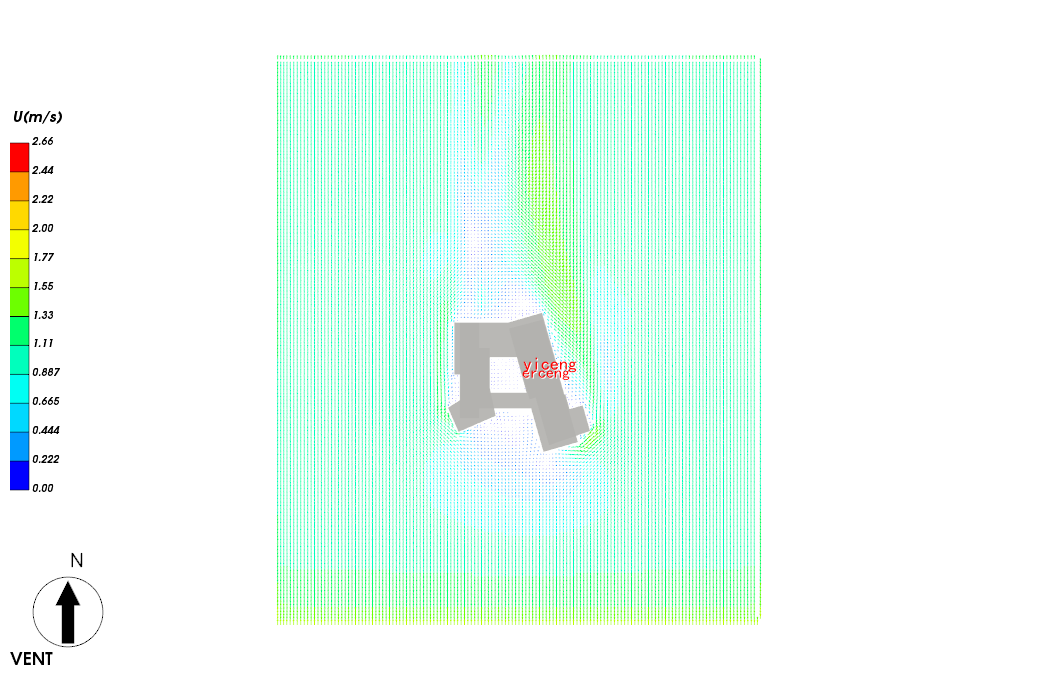 U(m/s)
2.66
2.44
2.22
2.00
1.77
1.55
1.33
1.11
0.887
0.665
0.444
0.222
0.00
yiceng
erceng
N
VENT